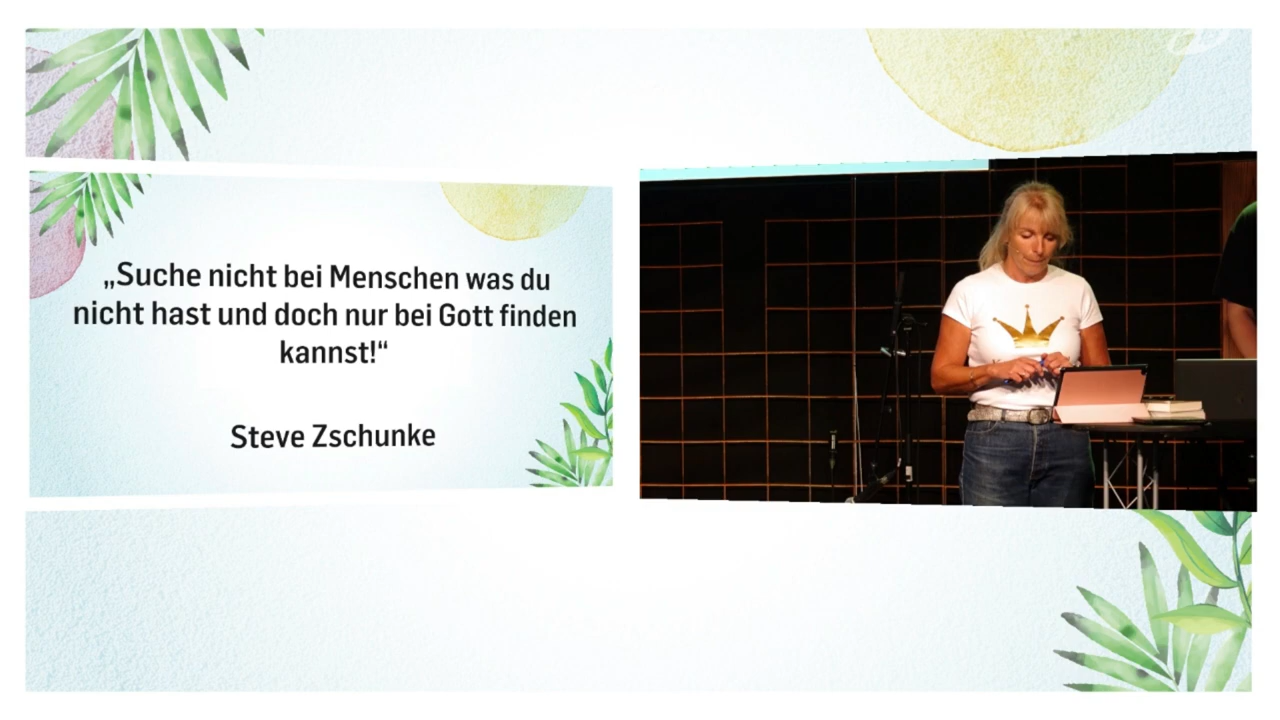 „Suche nicht bei Menschen was du
nicht hast und doch nur bei Gott finden
kannst!“
Steve Zschunke